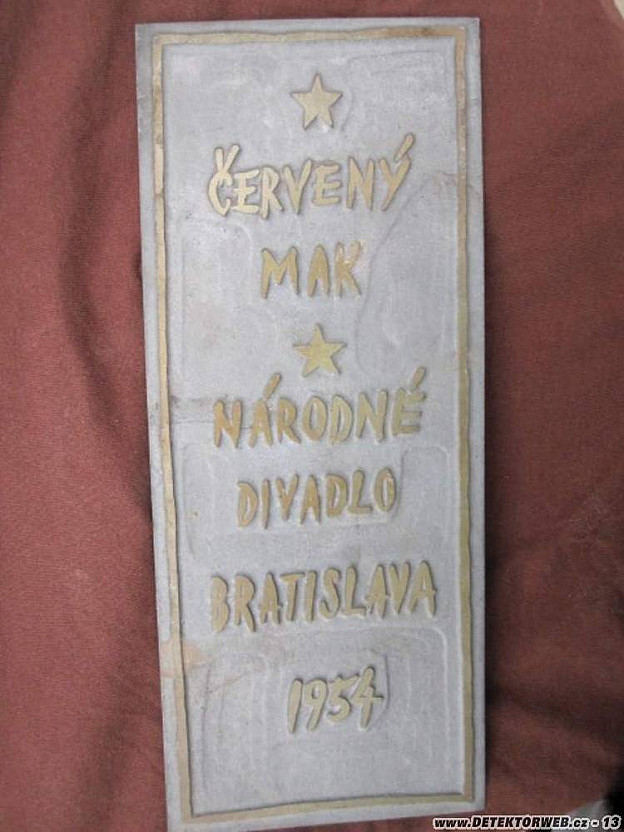 ČERVENÝ
MAK
NÁRODNÉ
DIVADLO
BRATISLAVA
1954
www.DETEKTORWEB.cz - 13